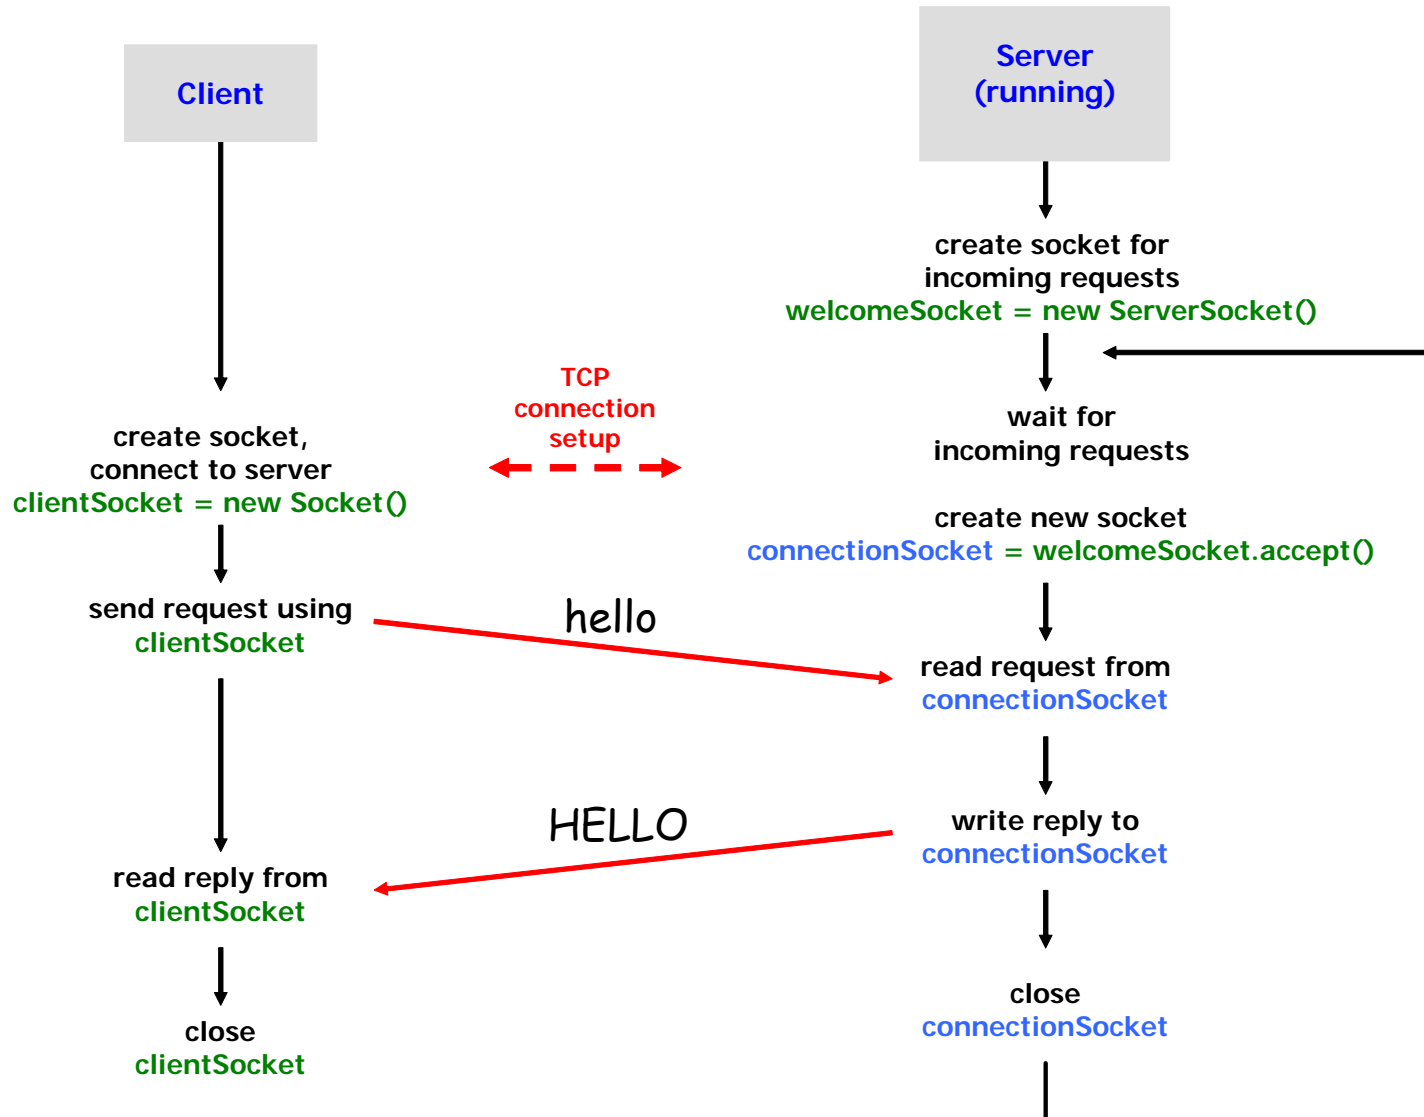 Client
Server
(running)
create socket for
incoming requests
welcomeSocket = new ServerSocket()
TCP
connection
setup
wait for
incoming requests
create socket,
connect to server
clientSocket = new Socket()
create new socket
connectionSocket = welcomeSocket.accept()
send request using
clientSocket
hello
read request from
connectionSocket
HELLO
write reply to
connectionSocket
read reply from
clientSocket
close
connectionSocket
close
clientSocket